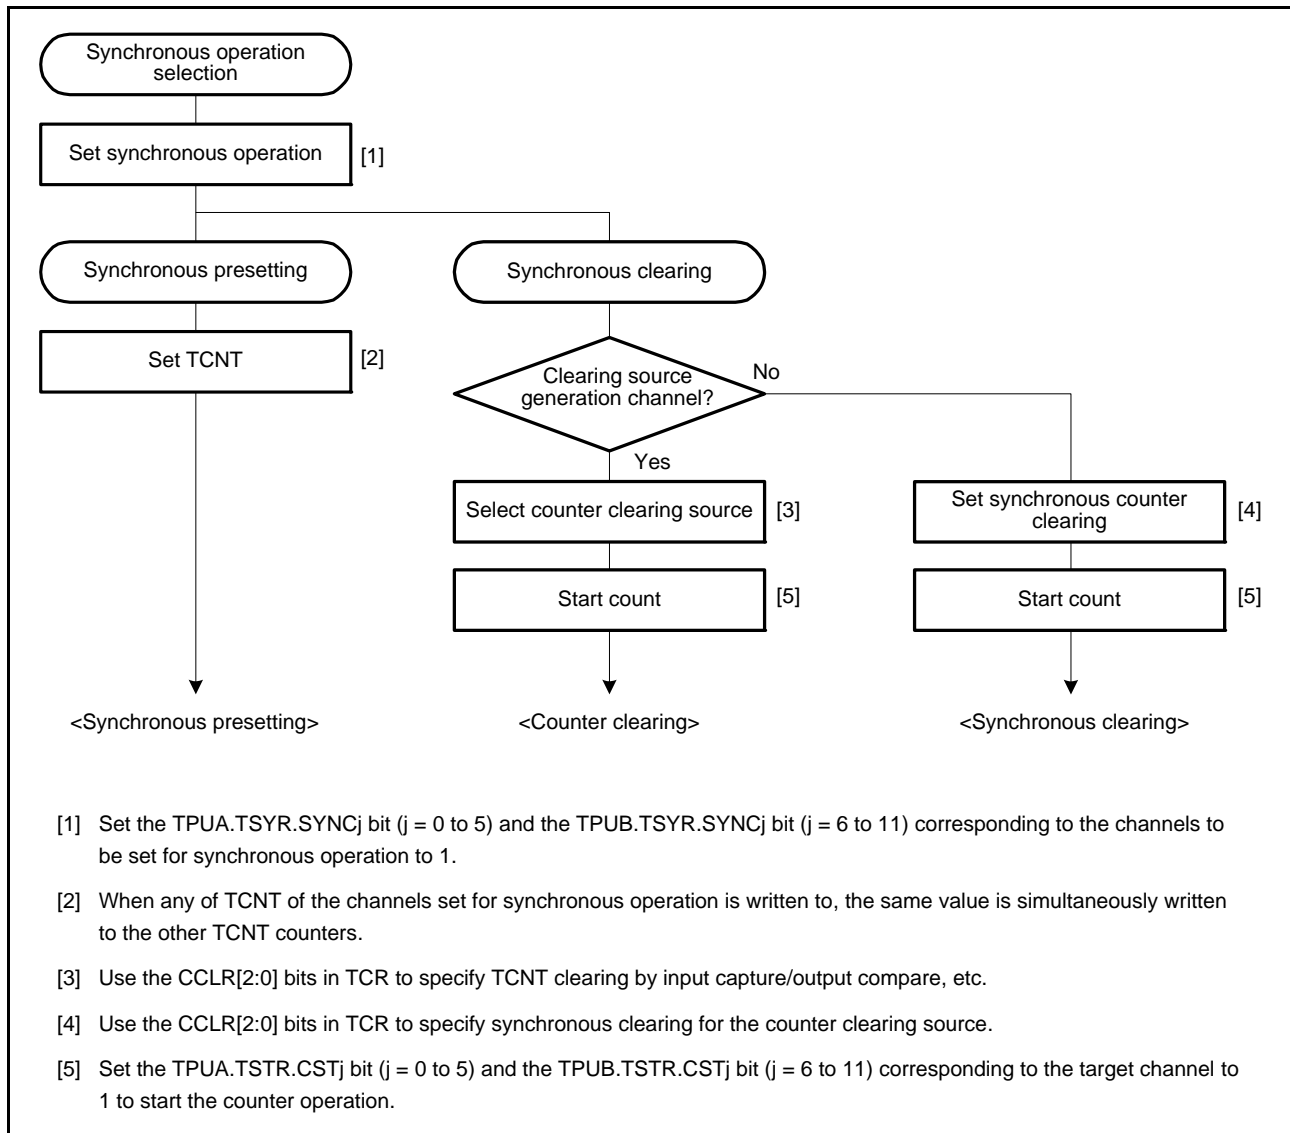 Synchronous operation
selection
Set synchronous operation
[1]
Synchronous presetting
Synchronous clearing
Set TCNT
[2]
Clearing source
generation channel?
No
Yes
Select counter clearing source
[3]
Set synchronous counter
clearing
[4]
Start count
[5]
Start count
[5]
<Synchronous presetting>
<Counter clearing>
<Synchronous clearing>
[1] Set the TPUA.TSYR.SYNCj bit (j = 0 to 5) and the TPUB.TSYR.SYNCj bit (j = 6 to 11) corresponding to the channels to
be set for synchronous operation to 1.
[2] When any of TCNT of the channels set for synchronous operation is written to, the same value is simultaneously written
to the other TCNT counters.
[3] Use the CCLR[2:0] bits in TCR to specify TCNT clearing by input capture/output compare, etc.
[4] Use the CCLR[2:0] bits in TCR to specify synchronous clearing for the counter clearing source.
[5] Set the TPUA.TSTR.CSTj bit (j = 0 to 5) and the TPUB.TSTR.CSTj bit (j = 6 to 11) corresponding to the target channel to
1 to start the counter operation.